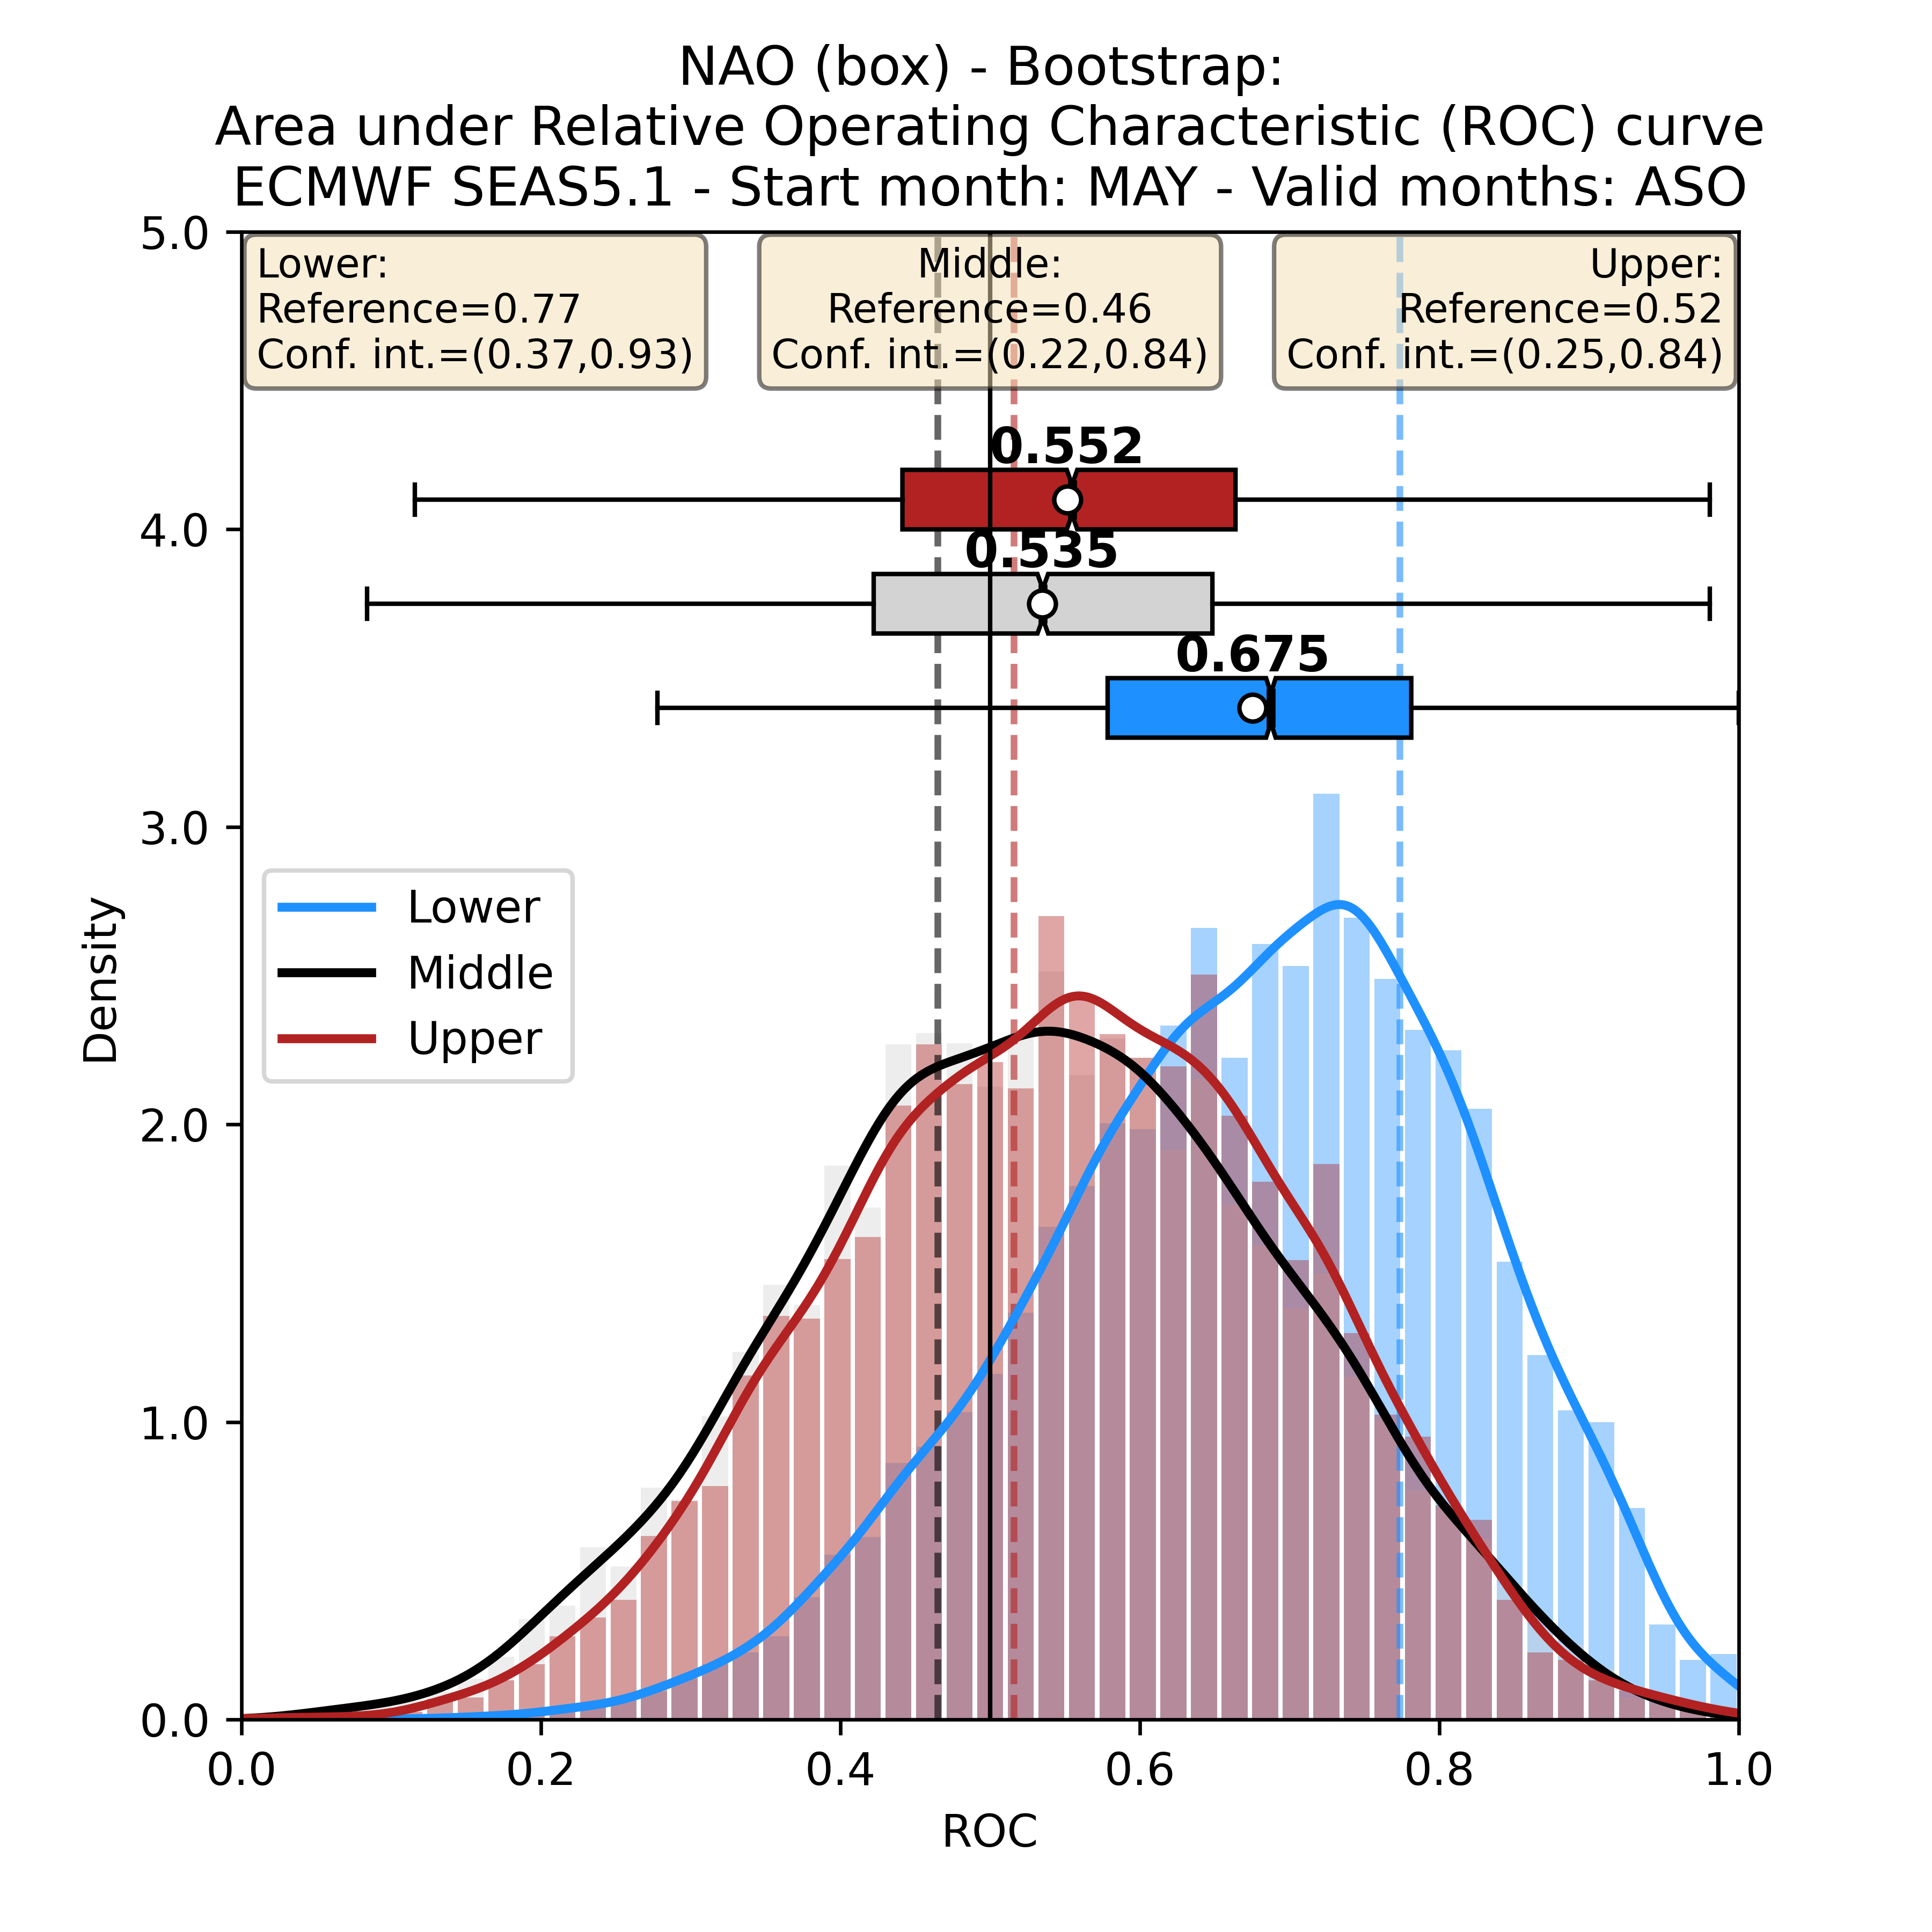 NAO (box) - Bootstrap:
Area under Relative Operating Characteristic (ROC) curve
ECMWF SEAS5.1 - Start month: MAY - Valid months: ASO
Lower:
Reference=0.77
Conf. int.=(0.37,0.93)
Middle:
Reference=0.46
Conf. int.=(0.22,0.84)
Upper:
Reference=0.52
Conf. int.=(0.25,0.84)
0.552
0.535
0.675
Lower
Middle
Upper
Density
5.0
4.0
3.0
2.0
1.0
0.0
0.0 0.2 0.4 0.6 0.8 1.0
ROC